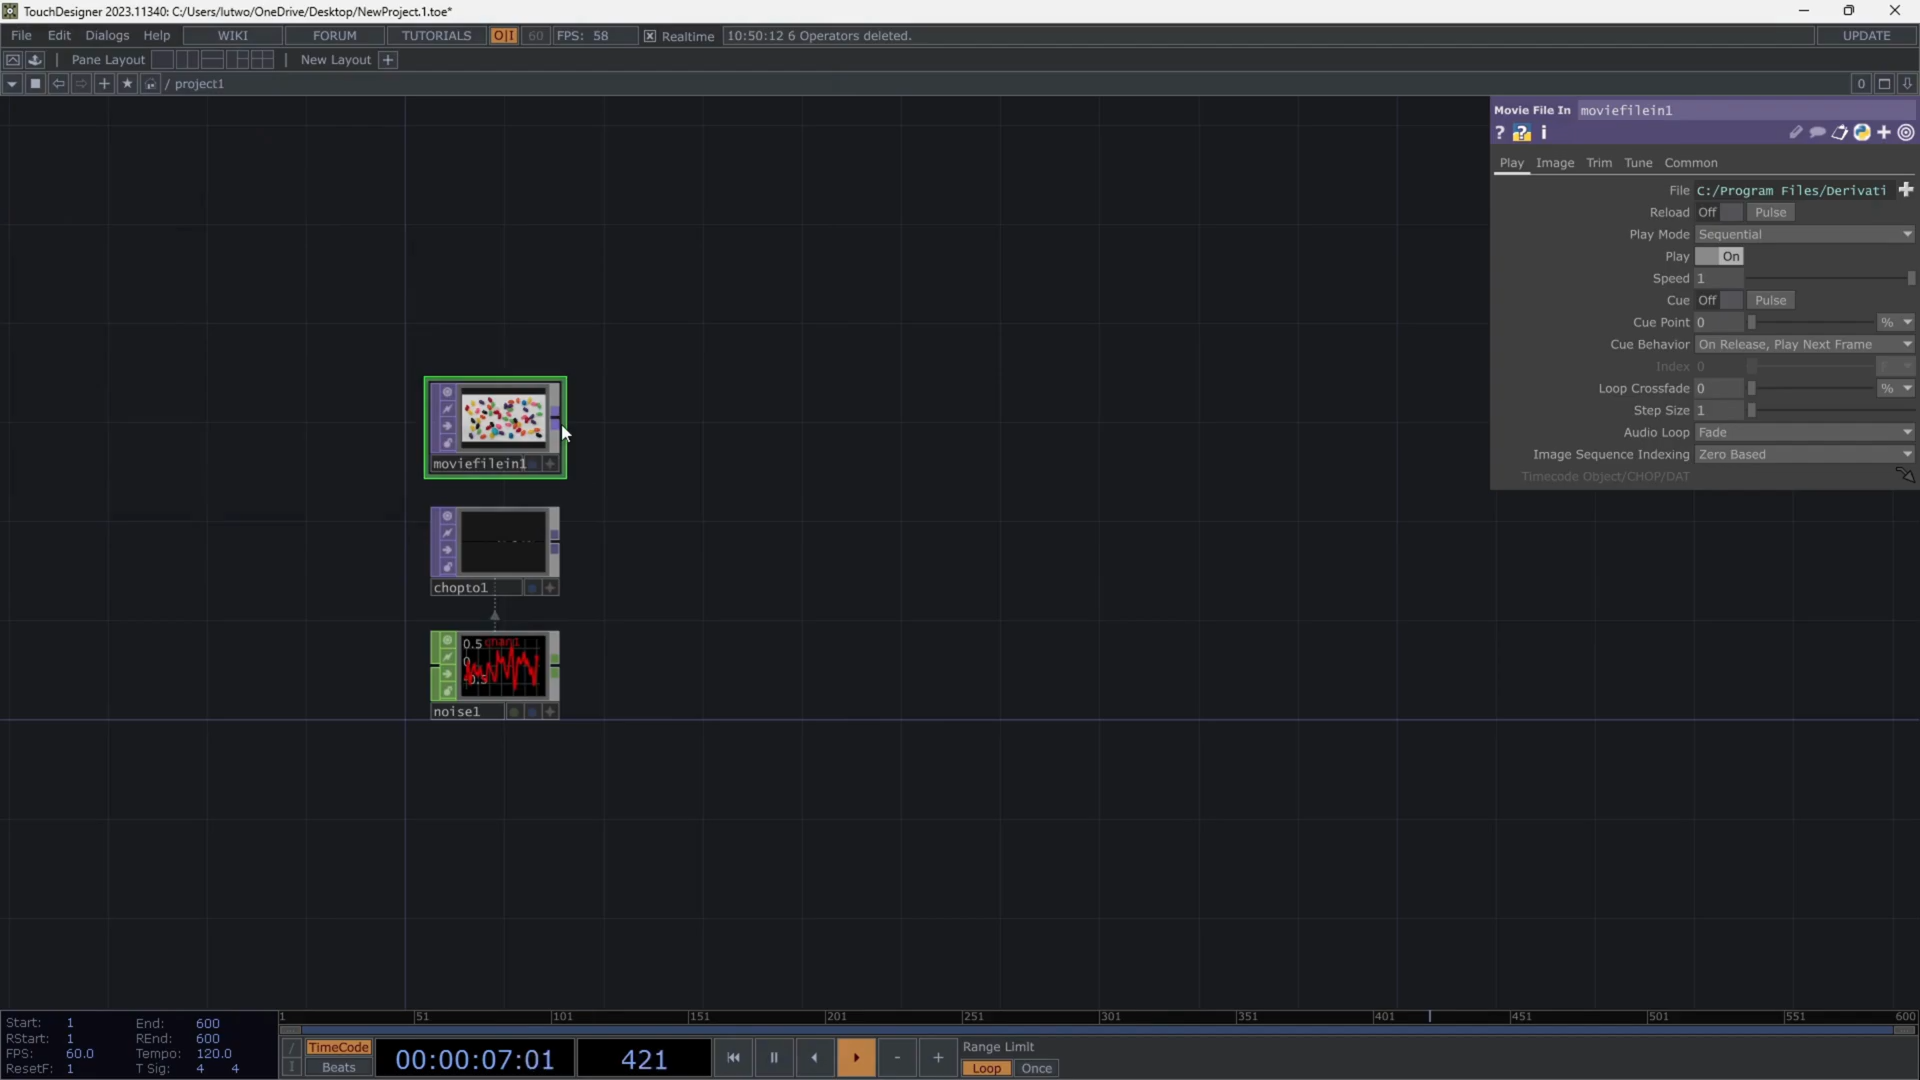 TouchDesigner 2023.11340: C:/Users/lutwo/OneDrive/Desktop/NewProject.1.toe*
File Edit Dialogs Help WIKI FORUM TUTORIALS O|I 60 FPS: 58 Realtime 10:50:12 6 Operators deleted. UPDATE
Pane Layout New Layout +
/ project1 0
Movie File In moviefilein1
? ? i
Play Image Trim Tune Common
File C:/Program Files/Derivati
Reload Off Pulse
Play Mode Sequential
Play On
Speed 1
Cue Off Pulse
Cue Point 0 %
Cue Behavior On Release, Play Next Frame
Index 0 F
Loop Crossfade 0 %
Step Size 1
Audio Loop Fade
Image Sequence Indexing Zero Based
Timecode Object/CHOP/DAT
moviefilein1
chopto1
0.5 chan1
0
-0.5
noise1
1 51 101 151 201 251 301 351 401 451 501 551 600
Start: 1 End: 600
RStart: 1 REnd: 600
FPS: 60.0 Tempo: 120.0
ResetF: 1 T Sig: 4 4
/ TimeCode
I Beats
00:00:07:01 421 - +
Range Limit
Loop Once